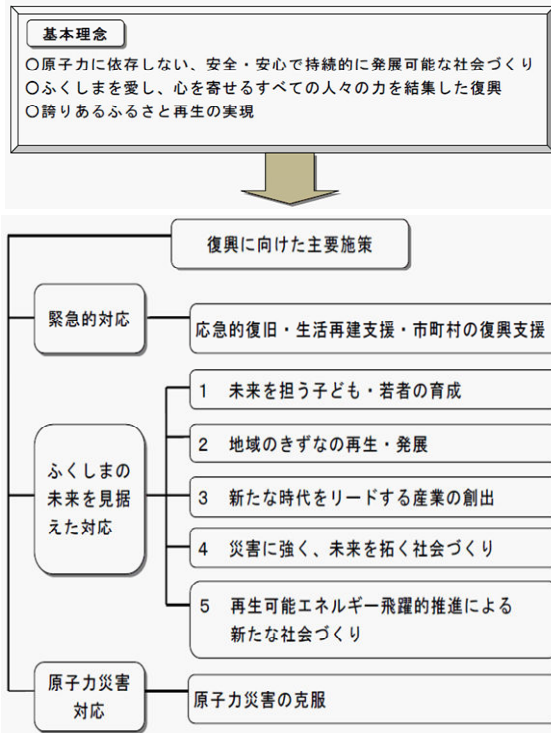 基本理念
○原子力に依存しない、安全・安心で持続的に発展可能な社会づくり
○ふくしまを愛し、心を寄せるすべての人々の力を結集した復興
○誇りあるふるさと再生の実現
復興に向けた主要施策
緊急的対応
応急的復旧・生活再建支援・市町村の復興支援
ふくしまの
未来を見据
えた対応
1 未来を担う子ども・若者の育成
2 地域のきずなの再生・発展
3 新たな時代をリードする産業の創出
4 災害に強く、未来を拓く社会づくり
5 再生可能エネルギー飛躍的推進による
新たな社会づくり
原子力災害
対応
原子力災害の克服